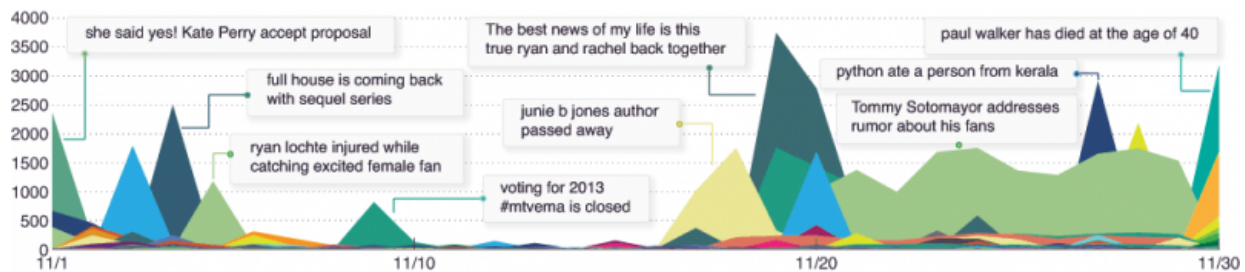 4000
3500
3000
2500
2000
1500
1000
500
0
she said yes! Kate Perry accept proposal
full house is coming back
with sequel series
ryan lochte injured while
catching excited female fan
voting for 2013
#mtvema is closed
The best news of my life is this
true ryan and rachel back together
junie b jones author
passed away
paul walker has died at the age of 40
python ate a person from kerala
Tommy Sotomayor addresses
rumor about his fans
11/1
11/10
11/20
11/30